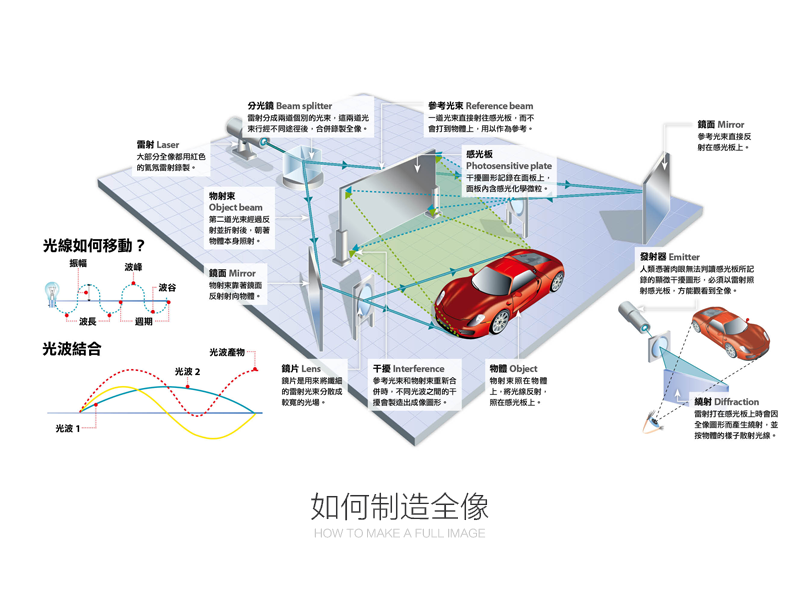 分光鏡 Beam splitter
雷射分成兩道個別的光束，這兩道光
束行經不同途徑後，合併錄製全像。
參考光束 Reference beam
一道光束直接射往感光板，而不
會打到物體上，用以作為參考。
鏡面 Mirror
參考光束直接反
射在感光板上。
雷射 Laser
大部分全像都用紅色
的氦氖雷射錄製。
感光板
Photosensitive plate
干擾圖形記錄在面板上，
面板內含感光化學微粒。
物射束
Object beam
第二道光束經過反
射並折射後，朝著
物體本身照射。
鏡面 Mirror
物射束靠著鏡面
反射射向物體。
發射器 Emitter
人類憑著肉眼無法判讀感光板所記
錄的顯微干擾圖形，必須以雷射照
射感光板，方能觀看到全像。
光線如何移動？
振幅
波峰
波谷
波長
週期
光波結合
光波產物
光波 2
光波 1
鏡片 Lens
鏡片是用來將纖細
的雷射光束分散成
較寬的光場。
干擾 Interference
參考光束和物射束重新合
併時，不同光波之間的干
擾會製造出成像圖形。
物體 Object
物射束照在物體
上，將光線反射，
照在感光板上。
繞射 Diffraction
雷射打在感光板上時會因
全像圖形而產生繞射，並
按物體的樣子散射光線。
如何制造全像
HOW TO MAKE A FULL IMAGE